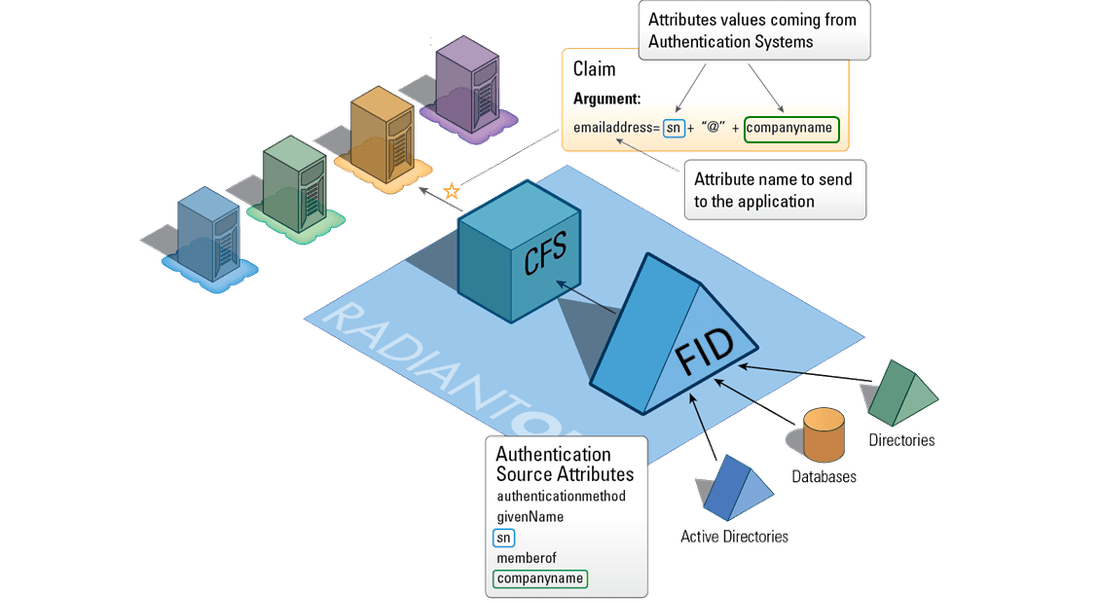 Attributes values coming from
Authentication Systems
Claim
Argument:
emailaddress= sn + “@” + companyname
Attribute name to send
to the application
CFS
FID
RADIANTO
Directories
Databases
Active Directories
Authentication
Source Attributes
authenticationmethod
givenName
sn
memberof
companyname